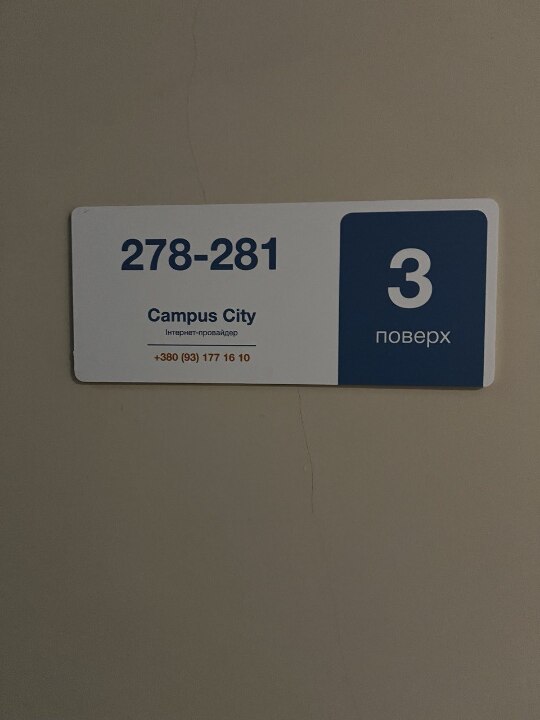 278-281
Campus City
Інтернет-провайдер
+380 (93) 177 16 10
3
поверх